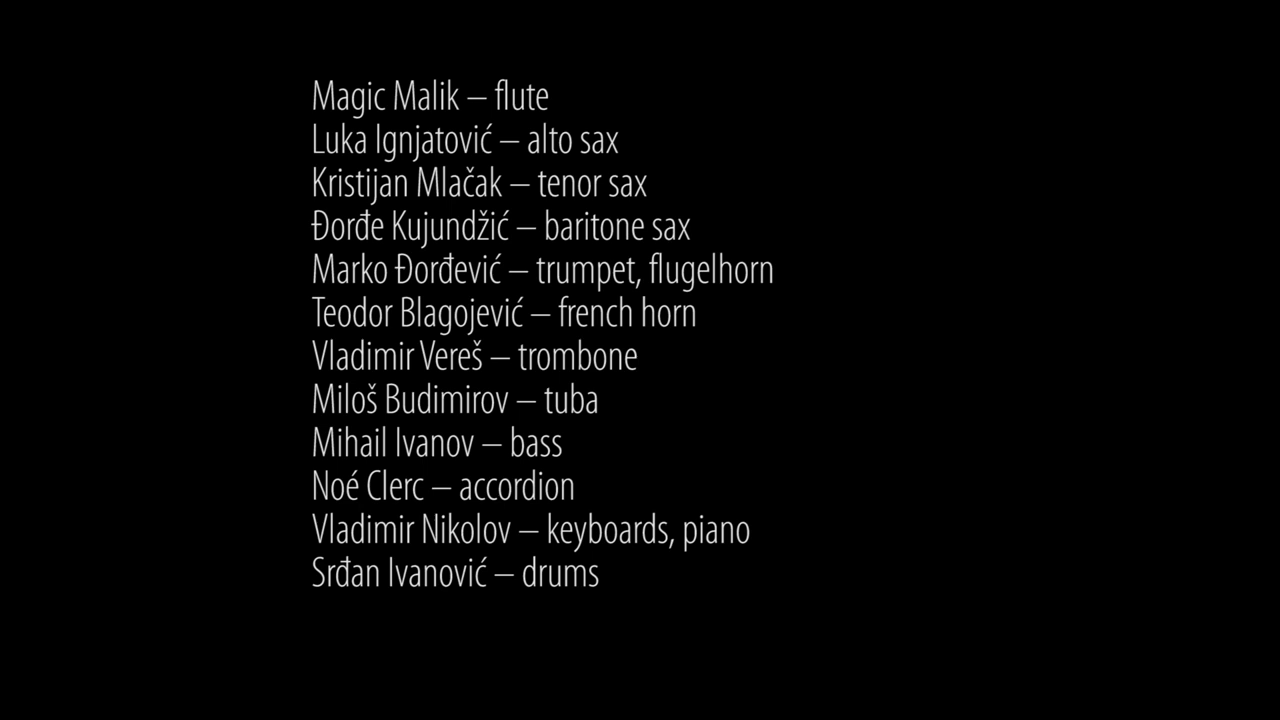 Magic Malik – flute
Luka Ignjatović – alto sax
Kristijan Mlačak – tenor sax
Đorđe Kujundžić – baritone sax
Marko Đorđević – trumpet, flugelhorn
Teodor Blagojević – french horn
Vladimir Vereš – trombone
Miloš Budimirov – tuba
Mihail Ivanov – bass
Noé Clerc – accordion
Vladimir Nikolov – keyboards, piano
Srđan Ivanović – drums